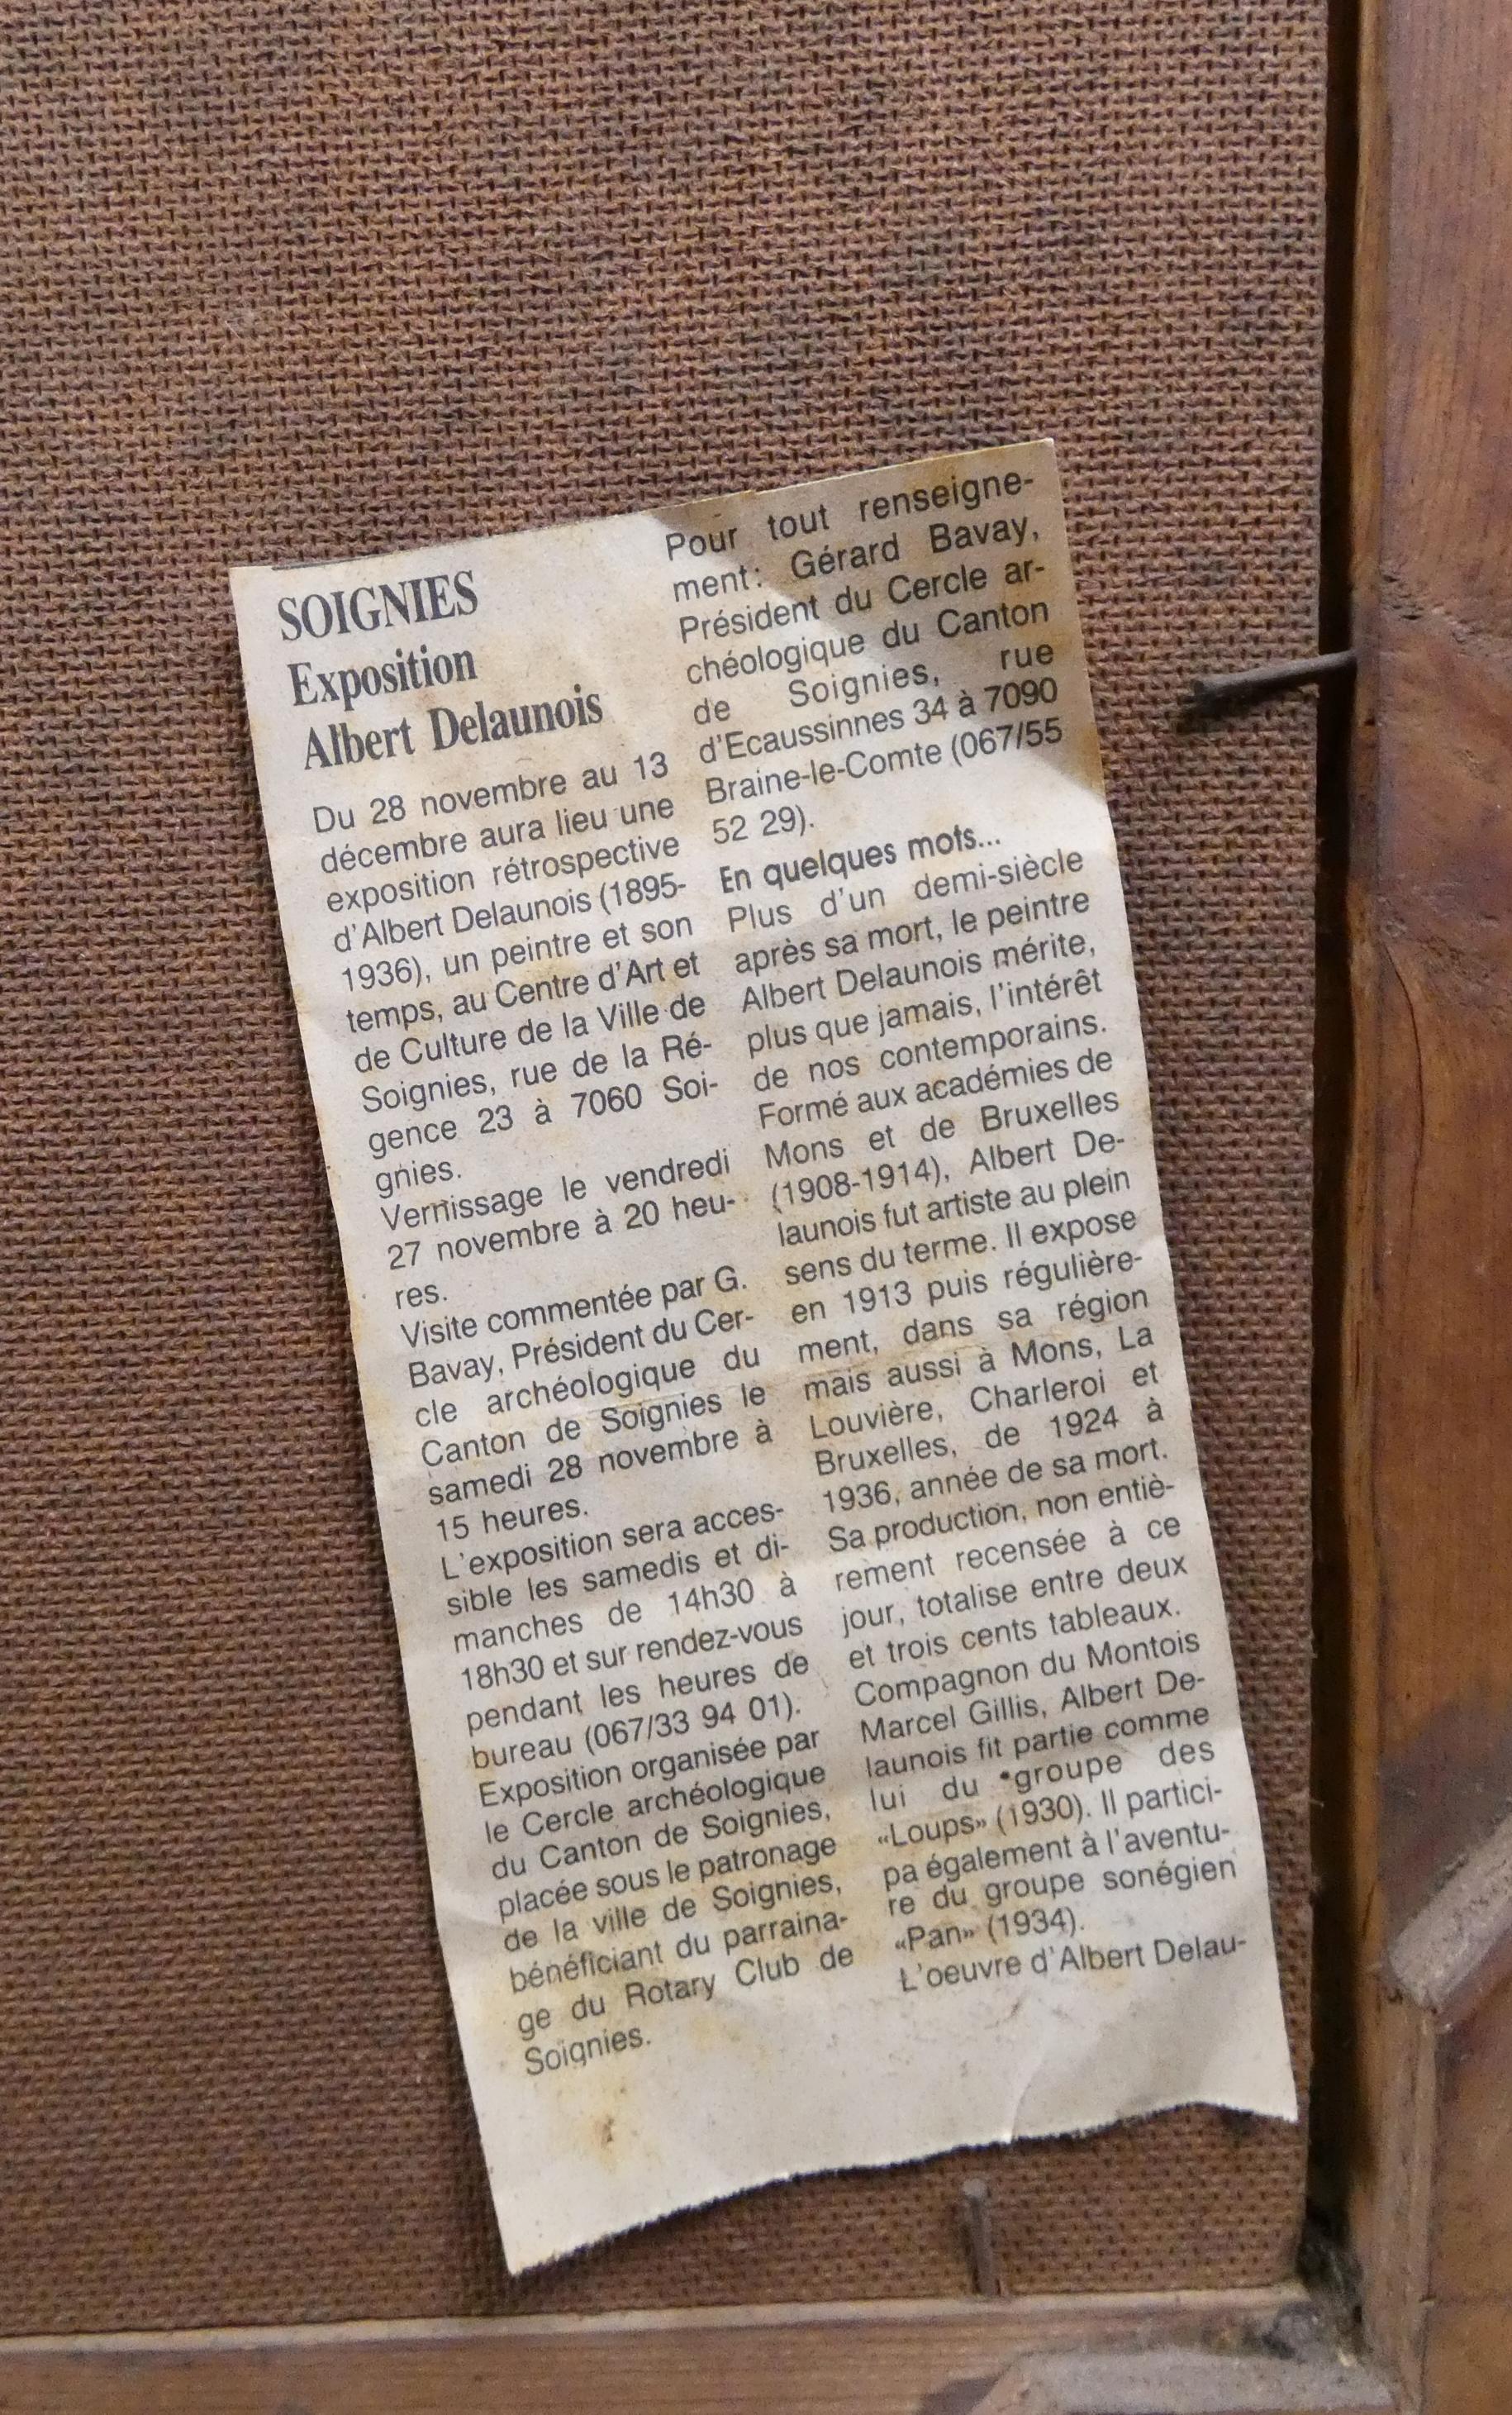 SOIGNIES
Exposition
Albert Delaunois
Du 28 novembre au 13
décembre aura lieu une
exposition rétrospective
d'Albert Delaunois (1895-
1936), un peintre et son
temps, au Centre d'Art et
de Culture de la Ville de
Soignies, rue de la Ré-
gence 23 à 7060 Soi-
gnies.
Vernissage le vendredi
27 novembre à 20 heu-
res.
Visite commentée par G.
Bavay, Président du Cer-
cle archéologique du
Canton de Soignies le
samedi 28 novembre à
15 heures.
L'exposition sera acces-
sible les samedis et di-
manches de 14h30 à
18h30 et sur rendez-vous
pendant les heures de
bureau (067/33 94 01).
Exposition organisée par
le Cercle archéologique
du Canton de Soignies,
placée sous le patronage
de la ville de Soignies,
bénéficiant du parraina-
ge du Rotary Club de
Soignies.
Pour tout renseigne-
ment: Gérard Bavay,
Président du Cercle ar-
chéologique du Canton
de Soignies, rue
d'Ecaussinnes 34 à 7090
Braine-le-Comte (067/55
52 29).
En quelques mots...
Plus d'un demi-siècle
après sa mort, le peintre
Albert Delaunois mérite,
plus que jamais, l'intérêt
de nos contemporains.
Formé aux académies de
Mons et de Bruxelles
(1908-1914), Albert De-
launois fut artiste au plein
sens du terme. Il expose
en 1913 puis régulière-
ment, dans sa région
mais aussi à Mons, La
Louvière, Charleroi et
Bruxelles, de 1924 à
1936, année de sa mort.
Sa production, non entiè-
rement recensée à ce
jour, totalise entre deux
et trois cents tableaux.
Compagnon du Montois
Marcel Gillis, Albert De-
launois fit partie comme
lui du groupe des
«Loups» (1930). Il partici-
pa également à l'aventu-
re du groupe sonégien
«Pan» (1934).
L'oeuvre d'Albert Delau-